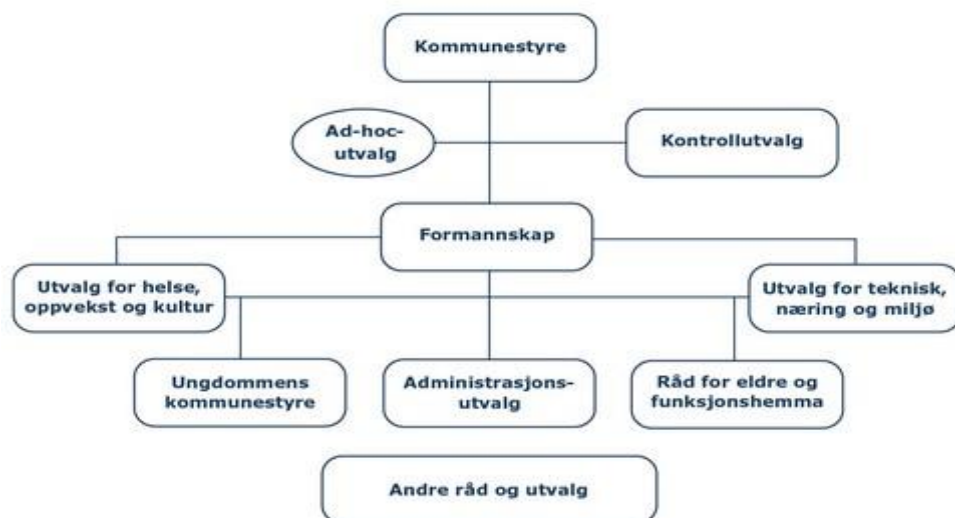 Kommunestyre
Ad-hoc-
utvalg
Kontrollutvalg
Formannskap
Utvalg for helse,
oppvekst og kultur
Utvalg for teknisk,
næring og miljø
Ungdommens
kommunestyre
Administrasjons-
utvalg
Råd for eldre og
funksjonshemma
Andre råd og utvalg